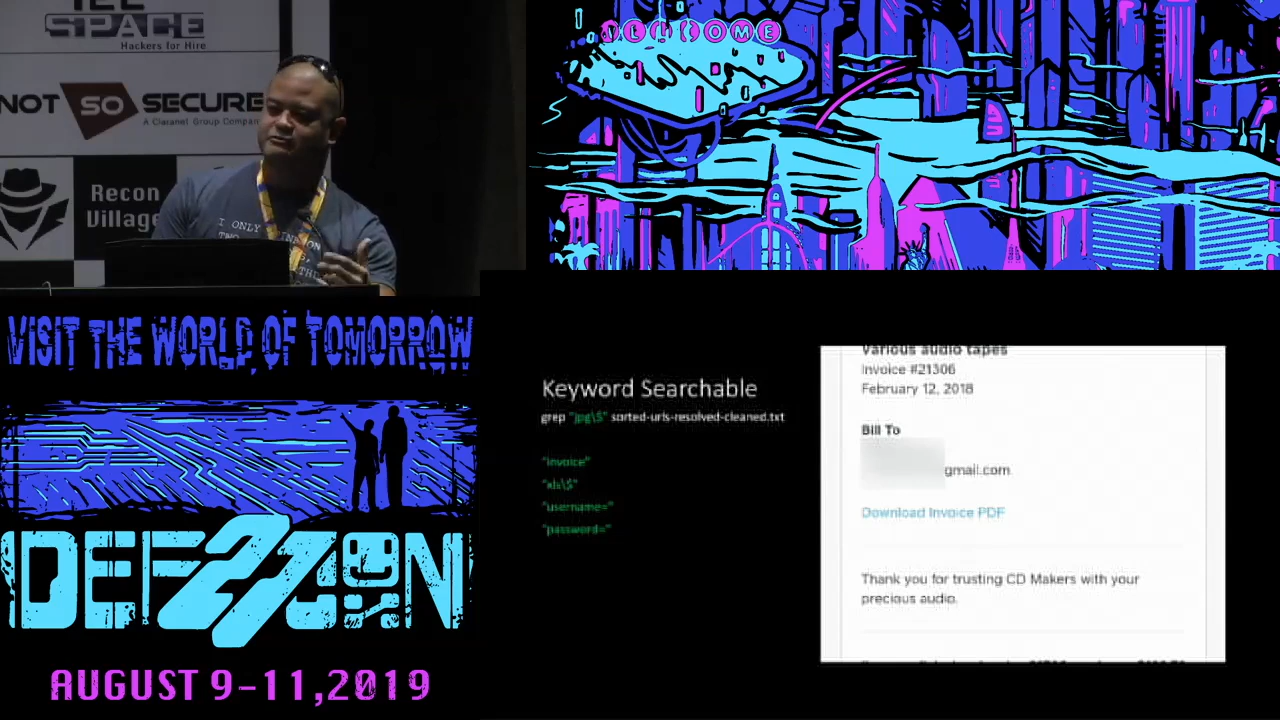 SPACE
Hackers for Hire
NOT SO SECURE
A Claranet Group Company
Recon
Village
I ONLY
WELCOME
VISIT THE WORLD OF TOMORROW
DEF CON
AUGUST 9-11,2019
Keyword Searchable
grep "jpg\$" sorted-urls-resolved-cleaned.txt
"invoice"
"xls\$"
"username="
"password="
Various audio tapes
Invoice #21306
February 12, 2018
Bill To
gmail.com
Download Invoice PDF
Thank you for trusting CD Makers with your
precious audio.